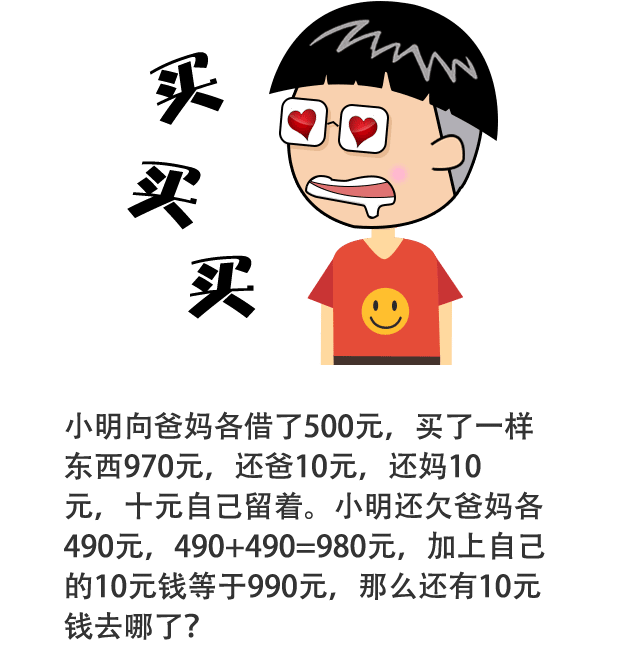 买
买
买
小明向爸妈各借了500元，买了一样
东西970元，还爸10元，还妈10
元，十元自己留着。小明还欠爸妈各
490元，490+490=980元，加上自己
的10元钱等于990元，那么还有10元
钱去哪了？